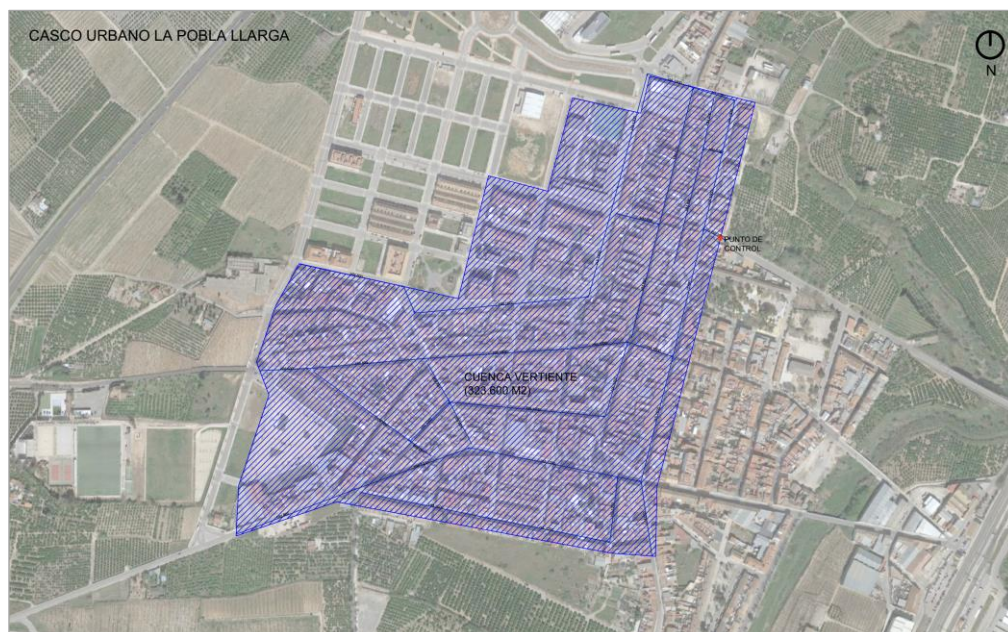 CASCO URBANO LA POBLA LLARGA
N
PUNTO DE
CONTROL
CUENCA VERTIENTE
(323.600 M2)